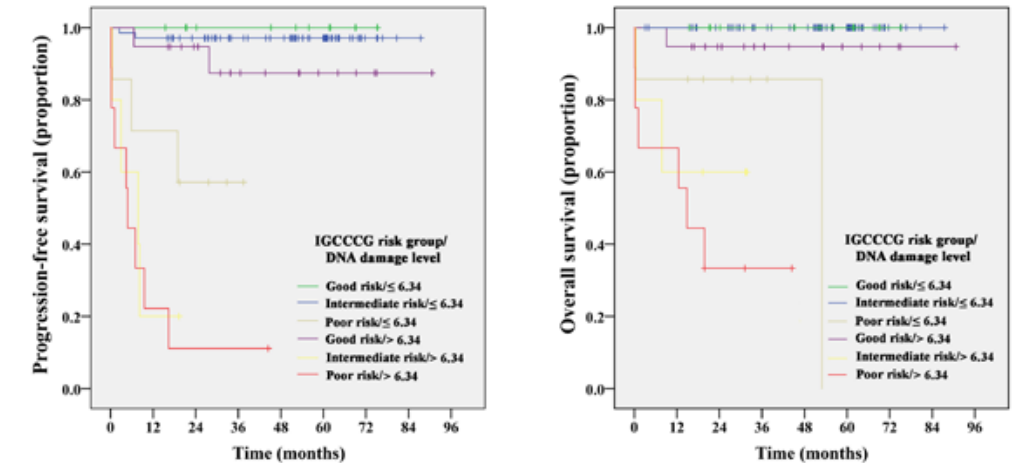 Progression-free survival (proportion)
1.0
0.8
0.6
0.4
0.2
0.0
IGCCCG risk group/
DNA damage level
Good risk/≤ 6.34
Intermediate risk/≤ 6.34
Poor risk/≤ 6.34
Good risk/> 6.34
Intermediate risk/> 6.34
Poor risk/> 6.34
0 12 24 36 48 60 72 84 96
Time (months)
Overall survival (proportion)
1.0
0.8
0.6
0.4
0.2
0.0
IGCCCG risk group/
DNA damage level
Good risk/≤ 6.34
Intermediate risk/≤ 6.34
Poor risk/≤ 6.34
Good risk/> 6.34
Intermediate risk/> 6.34
Poor risk/> 6.34
0 12 24 36 48 60 72 84 96
Time (months)